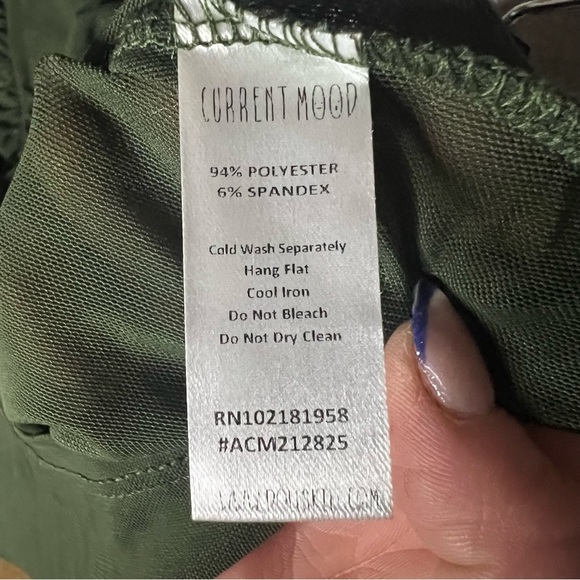 CURRENT MOOD
94% POLYESTER
6% SPANDEX
Cold Wash Separately
Hang Flat
Cool Iron
Do Not Bleach
Do Not Dry Clean
RN102181958
#ACM212825